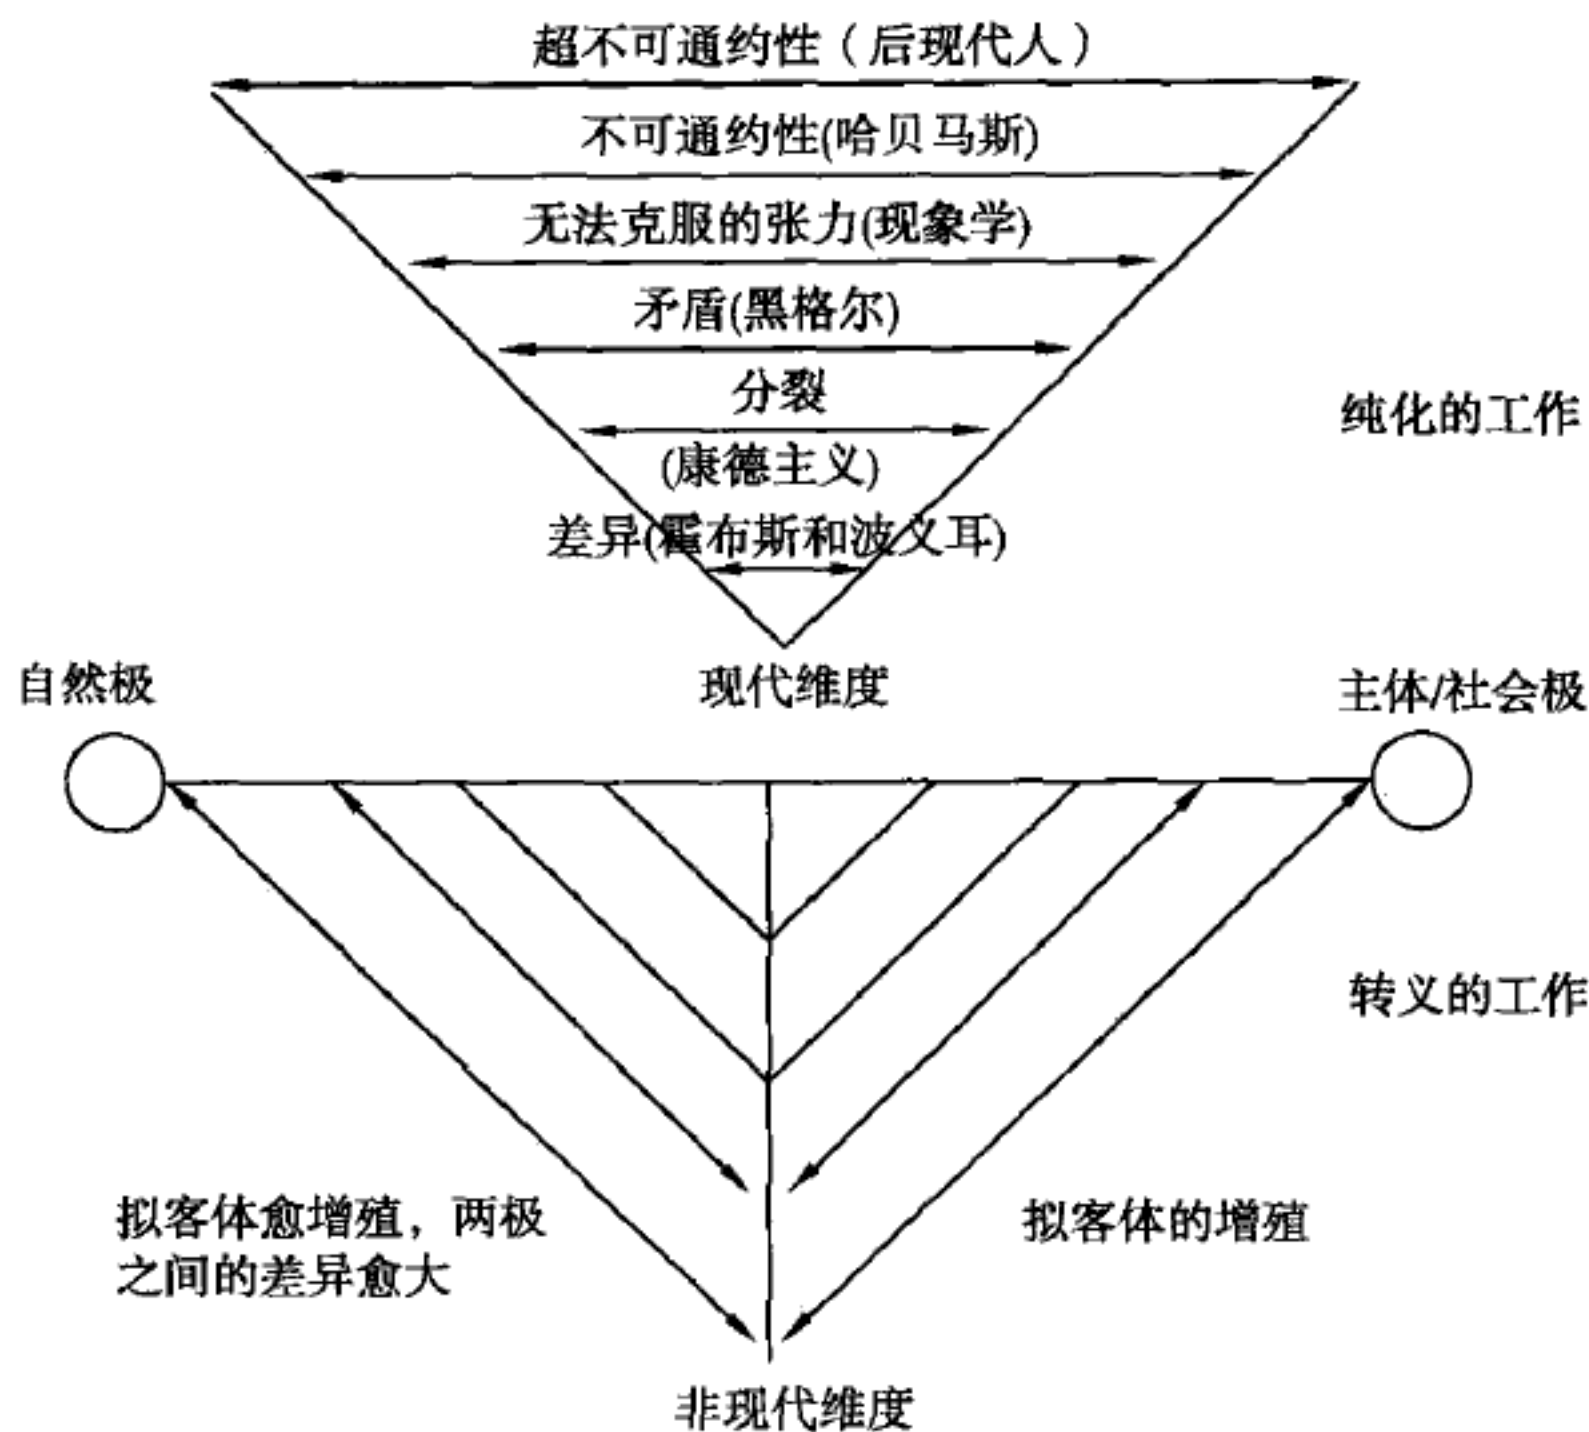 超不可通约性（后现代人）
不可通约性(哈贝马斯)
无法克服的张力(现象学)
矛盾(黑格尔)
分裂
(康德主义)
纯化的工作
差异(霍布斯和波义耳)
自然极
现代维度
主体/社会极
转义的工作
拟客体愈增殖，两极
之间的差异愈大
拟客体的增殖
非现代维度